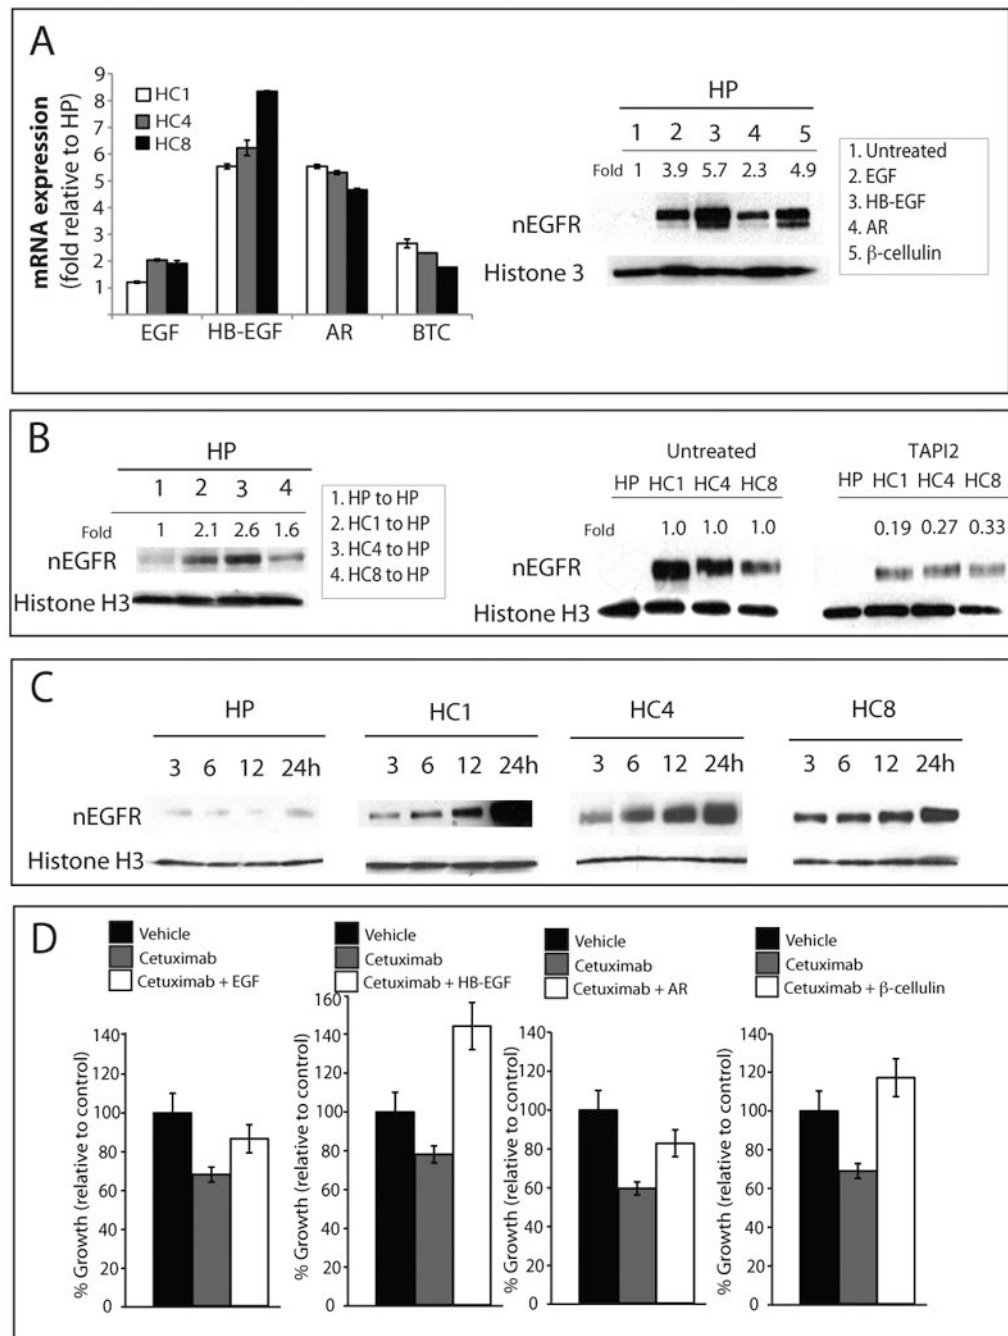 A
mRNA expression
(fold relative to HP)
9
8
7
6
5
4
3
2
1
HC1
HC4
HC8
EGF HB-EGF AR BTC
HP
1 2 3 4 5
Fold 1 3.9 5.7 2.3 4.9
nEGFR
Histone 3
1. Untreated
2. EGF
3. HB-EGF
4. AR
5. β-cellulin
B
HP
1 2 3 4
Fold 1 2.1 2.6 1.6
nEGFR
Histone H3
1. HP to HP
2. HC1 to HP
3. HC4 to HP
4. HC8 to HP
Untreated
HP HC1 HC4 HC8
Fold 1.0 1.0 1.0
nEGFR
Histone H3
TAPI2
HP HC1 HC4 HC8
0.19 0.27 0.33
C
HP HC1 HC4 HC8
3 6 12 24h 3 6 12 24h 3 6 12 24h 3 6 12 24h
nEGFR
Histone H3
D
Vehicle
Cetuximab
Cetuximab + EGF
% Growth (relative to control)
140
120
100
80
60
40
20
0
Vehicle
Cetuximab
Cetuximab + HB-EGF
% Growth (relative to control)
160
140
120
100
80
60
40
20
0
Vehicle
Cetuximab
Cetuximab + AR
% Growth (relative to control)
140
120
100
80
60
40
20
0
Vehicle
Cetuximab
Cetuximab + β-cellulin
% Growth (relative to control)
140
120
100
80
60
40
20
0